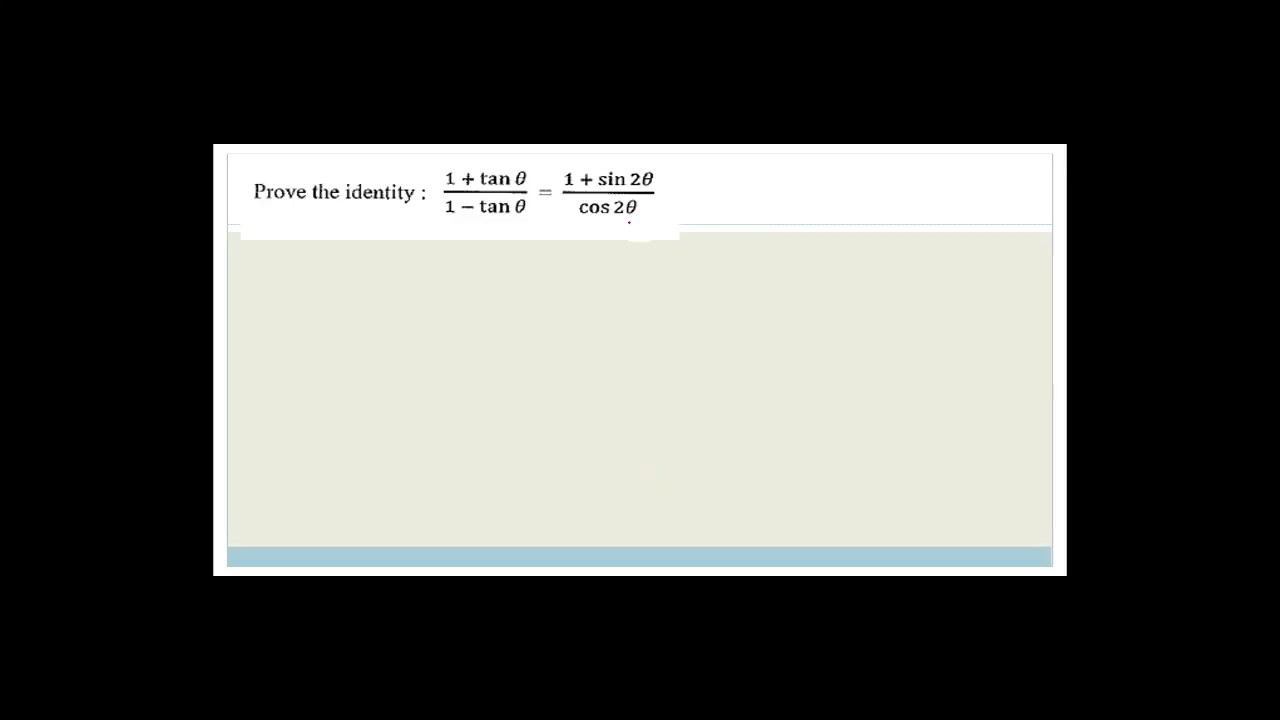 Prove the identity : (1 + tan θ)/(1 − tan θ) = (1 + sin 2θ)/(cos 2θ)